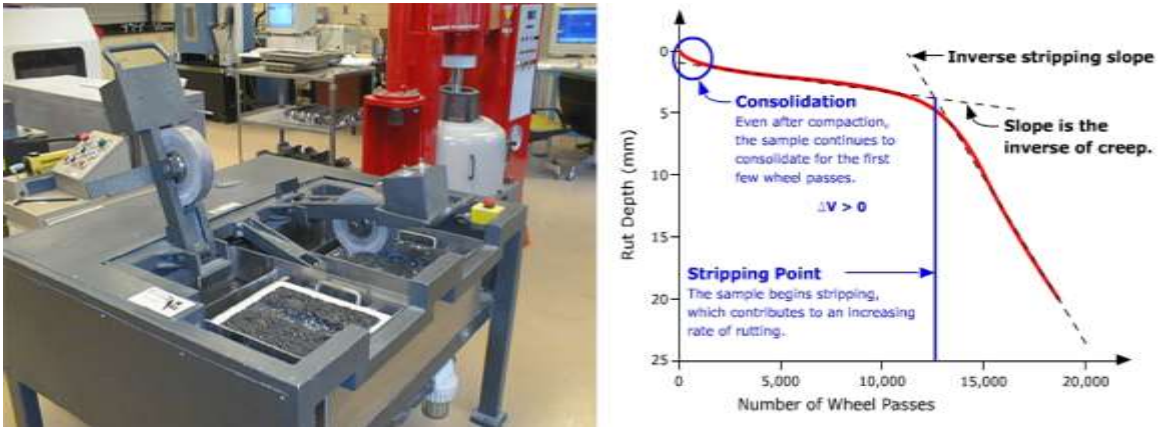 0
5
10
15
20
25
Rut Depth (mm)
Inverse stripping slope
Consolidation
Even after compaction,
the sample continues to
consolidate for the first
few wheel passes.
ΔV > 0
Slope is the
inverse of creep.
Stripping Point
The sample begins stripping,
which contributes to an increasing
rate of rutting.
0 5,000 10,000 15,000 20,000
Number of Wheel Passes